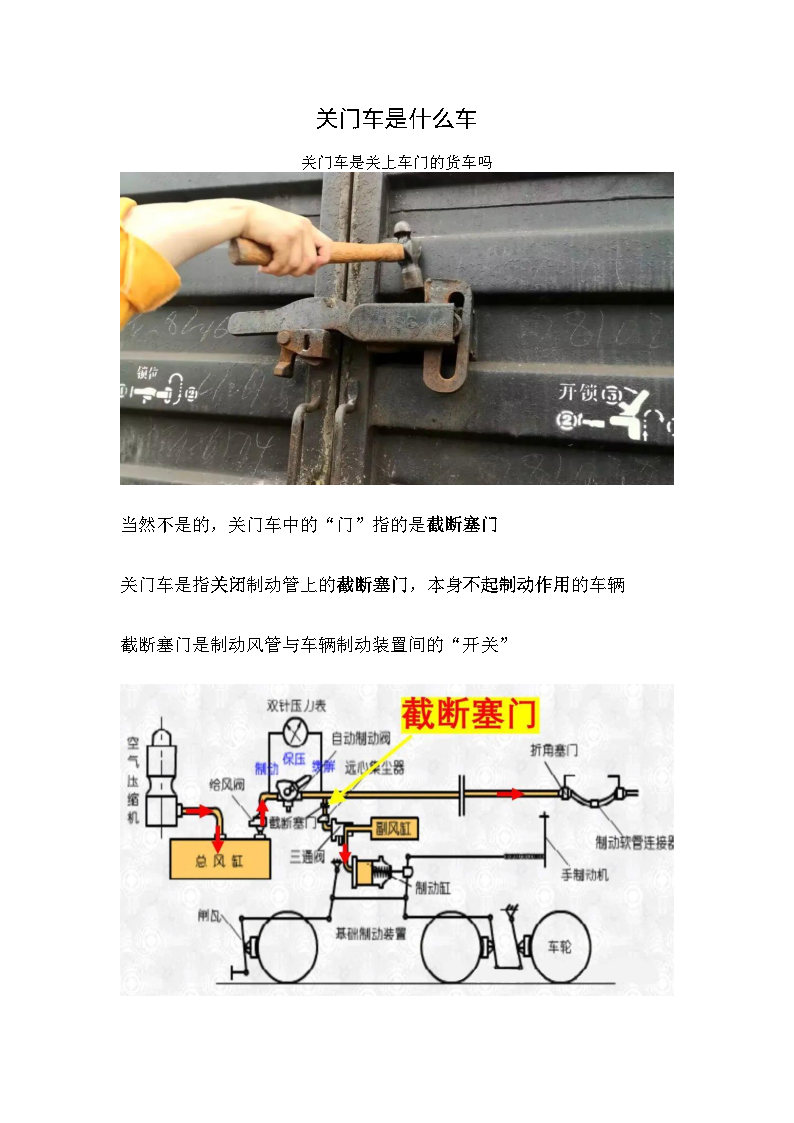 关门车是什么车
关门车是关上车门的货车吗
锁位
①
②
开锁③
②
当然不是的，关门车中的“门”指的是截断塞门
关门车是指关闭制动管上的截断塞门，本身不起制动作用的车辆
截断塞门是制动风管与车辆制动装置间的“开关”
双针压力表
截断塞门
空气压缩机
自动制动阀
保压
制动
缓解
远心集尘器
折角塞门
给风阀
截断塞门
副风缸
制动软管连接器
总风缸
三通阀
制动缸
手制动机
闸瓦
基础制动装置
车轮